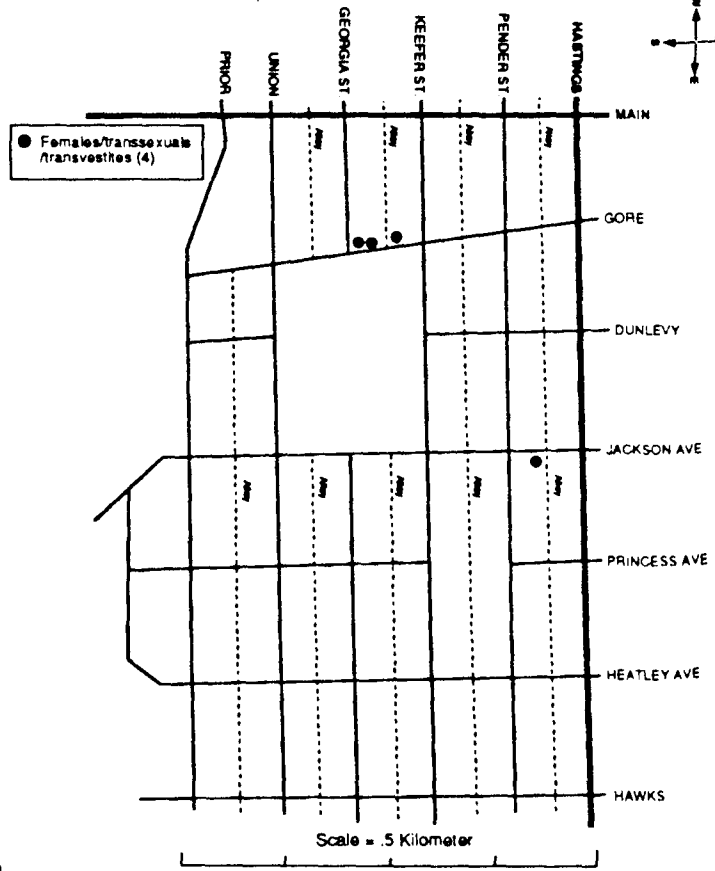 N
S
E
PRIOR
UNION
GEORGIA ST
KEEFER ST
PENDER ST
HASTINGS
MAIN
● Females/transsexuals
/transvestites (4)
Alley
Alley
Alley
Alley
GORE
DUNLEVY
JACKSON AVE
Alley
Alley
Alley
Alley
Alley
PRINCESS AVE
HEATLEY AVE
HAWKS
Scale = .5 Kilometer